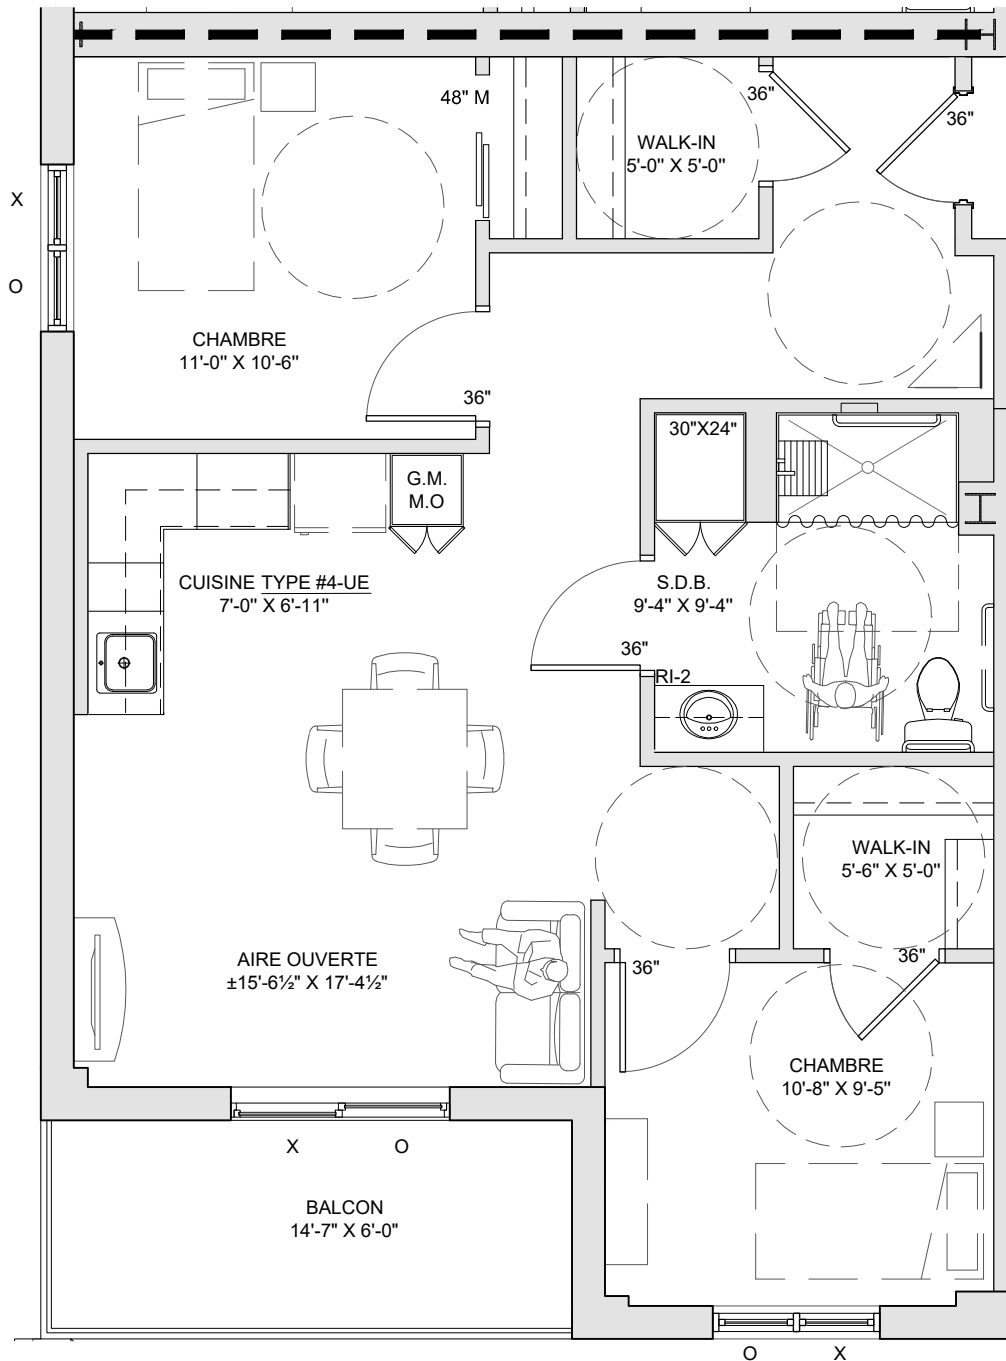 48" M
36"
36"
WALK-IN
5'-0" X 5'-0"
X
O
CHAMBRE
11'-0" X 10'-6"
36"
30"X24"
G.M.
M.O
CUISINE TYPE #4-UE
7'-0" X 6'-11"
S.D.B.
9'-4" X 9'-4"
36"
RI-2
WALK-IN
5'-6" X 5'-0"
AIRE OUVERTE
±15'-6½" X 17'-4½"
36"
36"
CHAMBRE
10'-8" X 9'-5"
X
O
BALCON
14'-7" X 6'-0"
O
X